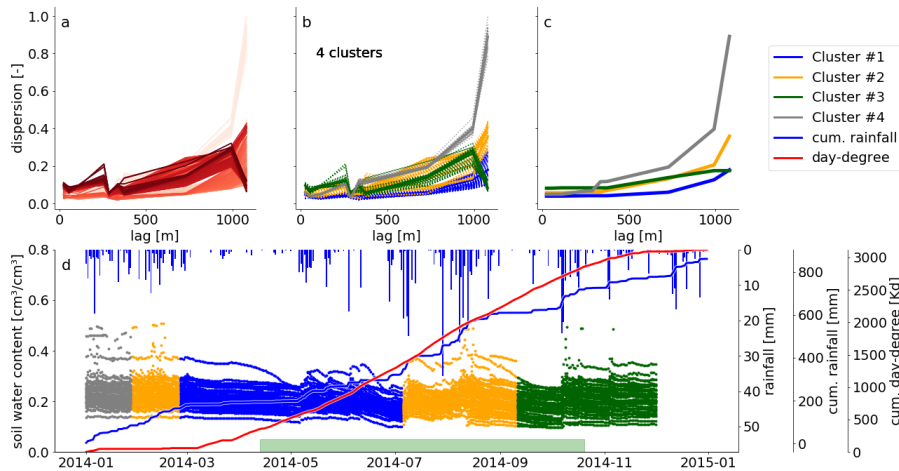 a
b
c
4 clusters
dispersion [-]
1.0
0.8
0.6
0.4
0.2
0.0
0
500
1000
lag [m]
0
500
1000
lag [m]
0
500
1000
lag [m]
Cluster #1
Cluster #2
Cluster #3
Cluster #4
cum. rainfall
day-degree
d
soil water content [cm³/cm³]
0.8
0.6
0.4
0.2
0.0
2014-01
2014-03
2014-05
2014-07
2014-09
2014-11
2015-01
0
10
20
30
40
50
rainfall [mm]
800
600
400
200
0
cum. rainfall [mm]
3000
2500
2000
1500
1000
500
0
cum. day-degree [Kd]